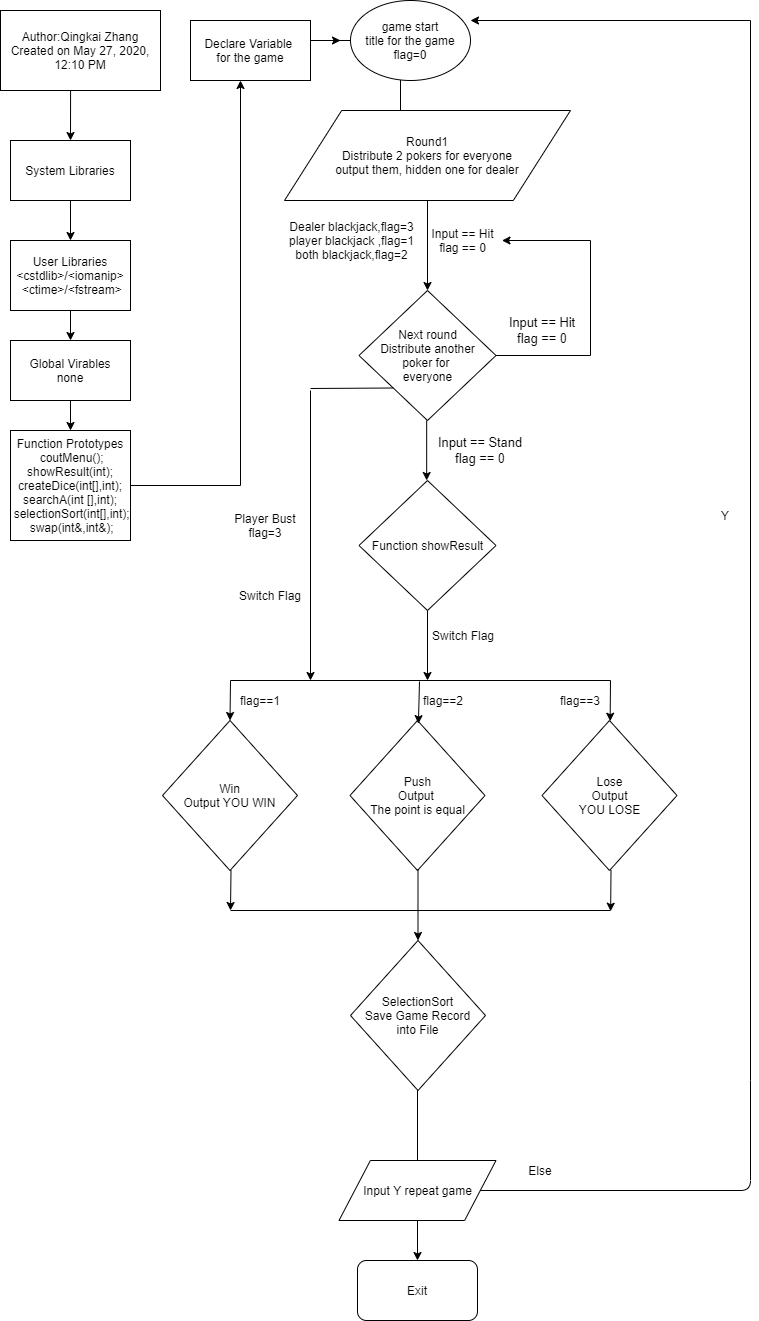 Author:Qingkai Zhang
Created on May 27, 2020,
12:10 PM
System Libraries
User Libraries
<cstdlib>/<iomanip>
<ctime>/<fstream>
Global Virables
none
Function Prototypes
coutMenu();
showResult(int);
createDice(int[],int);
searchA(int [],int);
selectionSort(int[],int);
swap(int&,int&);
Declare Variable
for the game
game start
title for the game
flag=0
Round1
Distribute 2 pokers for everyone
output them, hidden one for dealer
Dealer blackjack,flag=3
player blackjack ,flag=1
both blackjack,flag=2
Input == Hit
flag == 0
Next round
Distribute another
poker for
everyone
Input == Hit
flag == 0
Input == Stand
flag == 0
Player Bust
flag=3
Switch Flag
Function showResult
Switch Flag
Y
flag==1
flag==2
flag==3
Win
Output YOU WIN
Push
Output
The point is equal
Lose
Output
YOU LOSE
SelectionSort
Save Game Record
into File
Input Y repeat game
Else
Exit